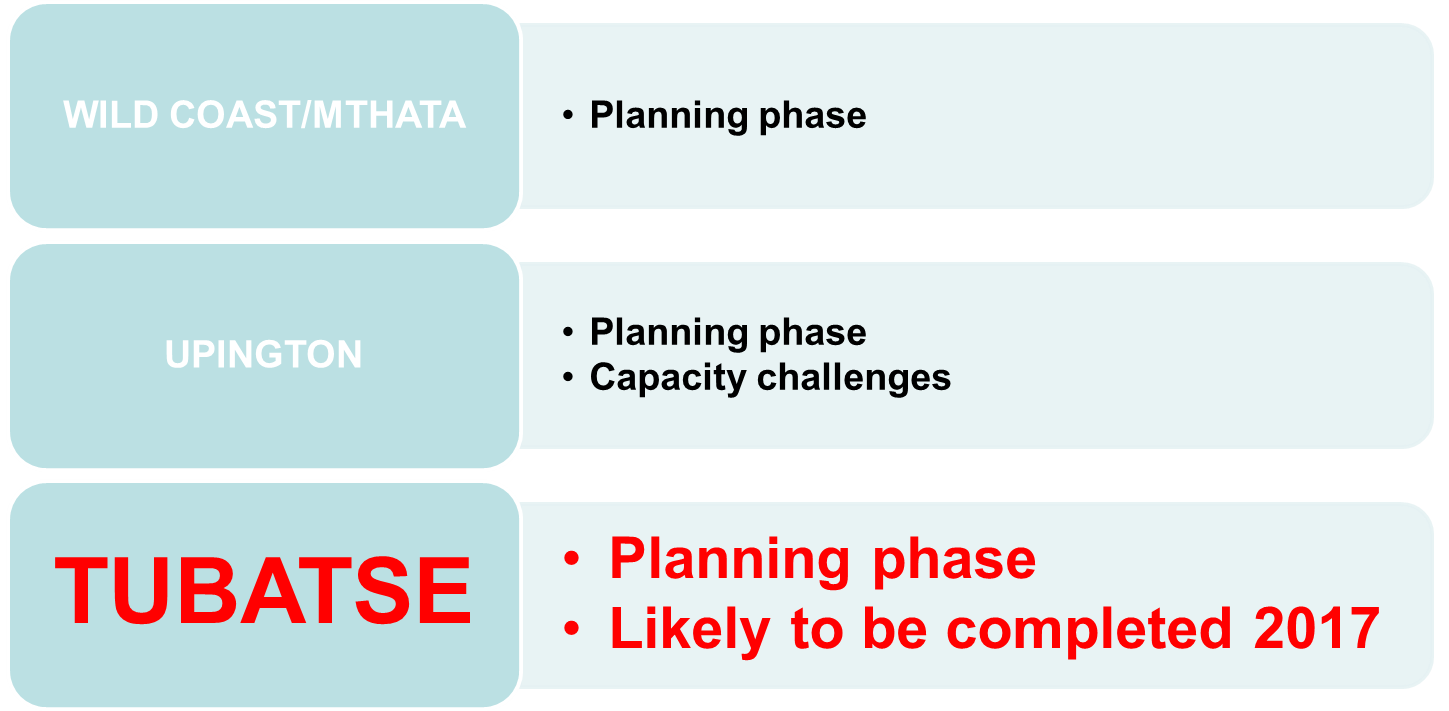 WILD COAST/MTHATA
• Planning phase
UPINGTON
• Planning phase
• Capacity challenges
TUBATSE
• Planning phase
• Likely to be completed 2017